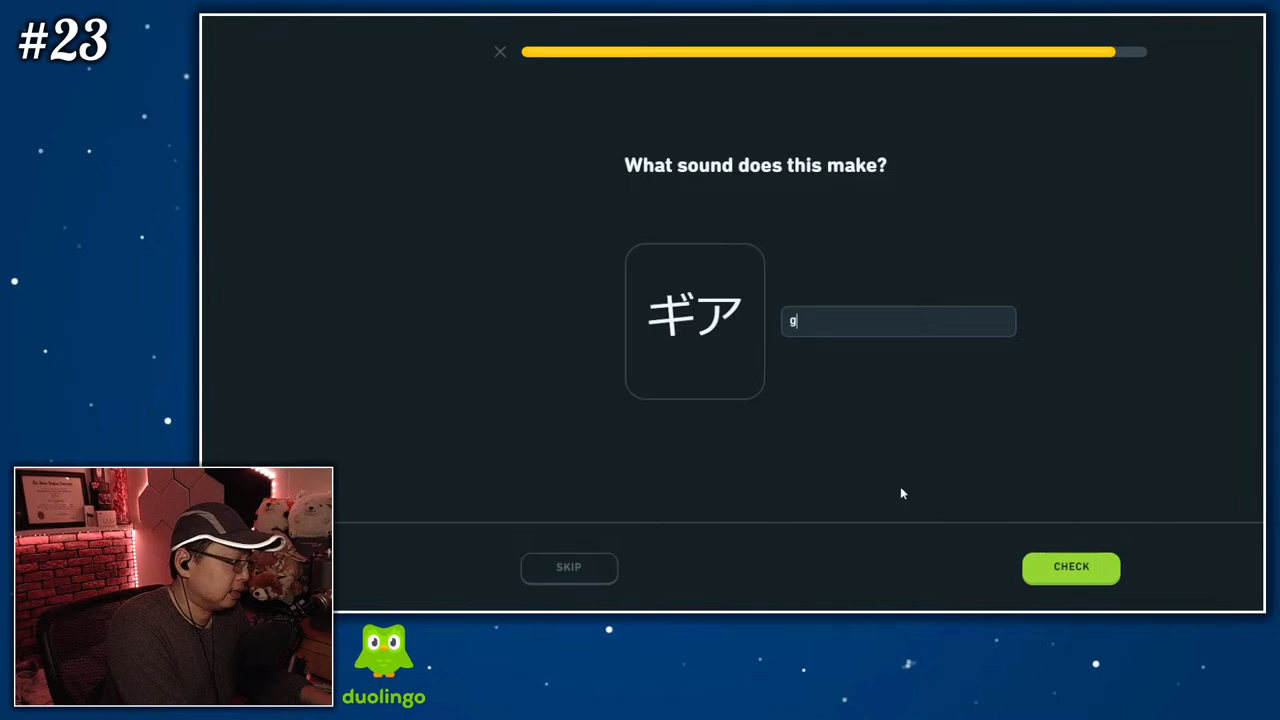 #23
What sound does this make?
ギア
g
SKIP
CHECK
duolingo